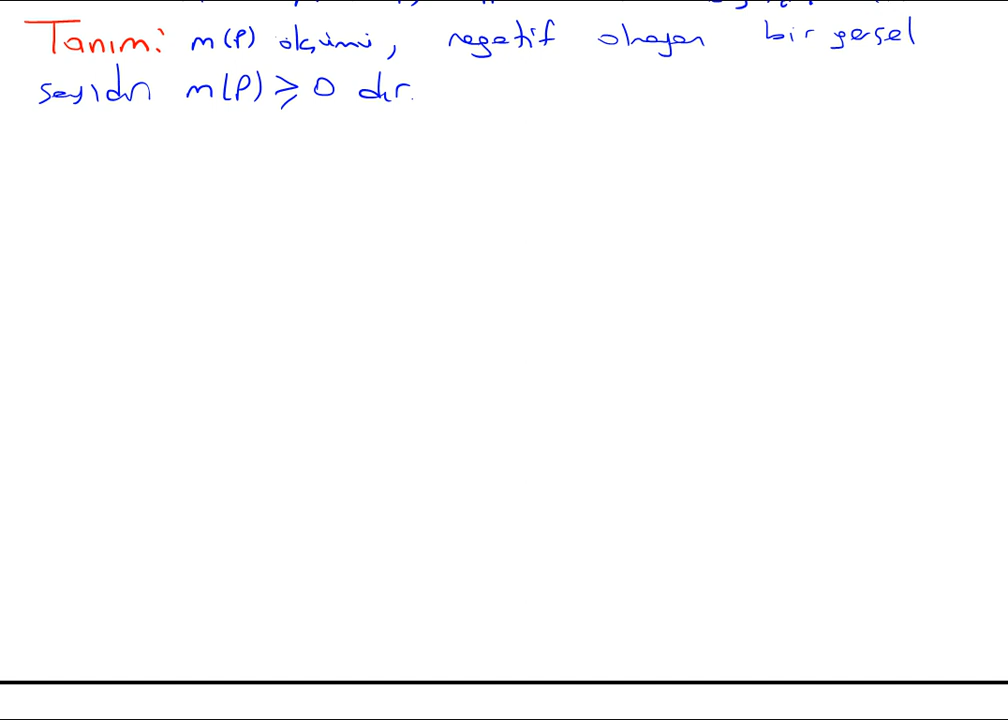 Tanım: m(P) ölçümü, negatif olmayan bir gerçel
sayıdır m(P) ⩾ 0 dır.